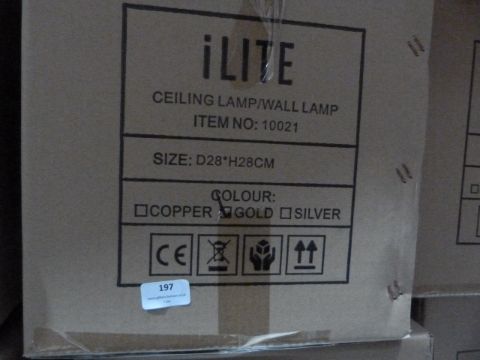 iLITE
CEILING LAMP/WALL LAMP
ITEM NO: 10021
SIZE: D28*H28CM
COLOUR:
☐COPPER ☑GOLD ☐SILVER
CE
197